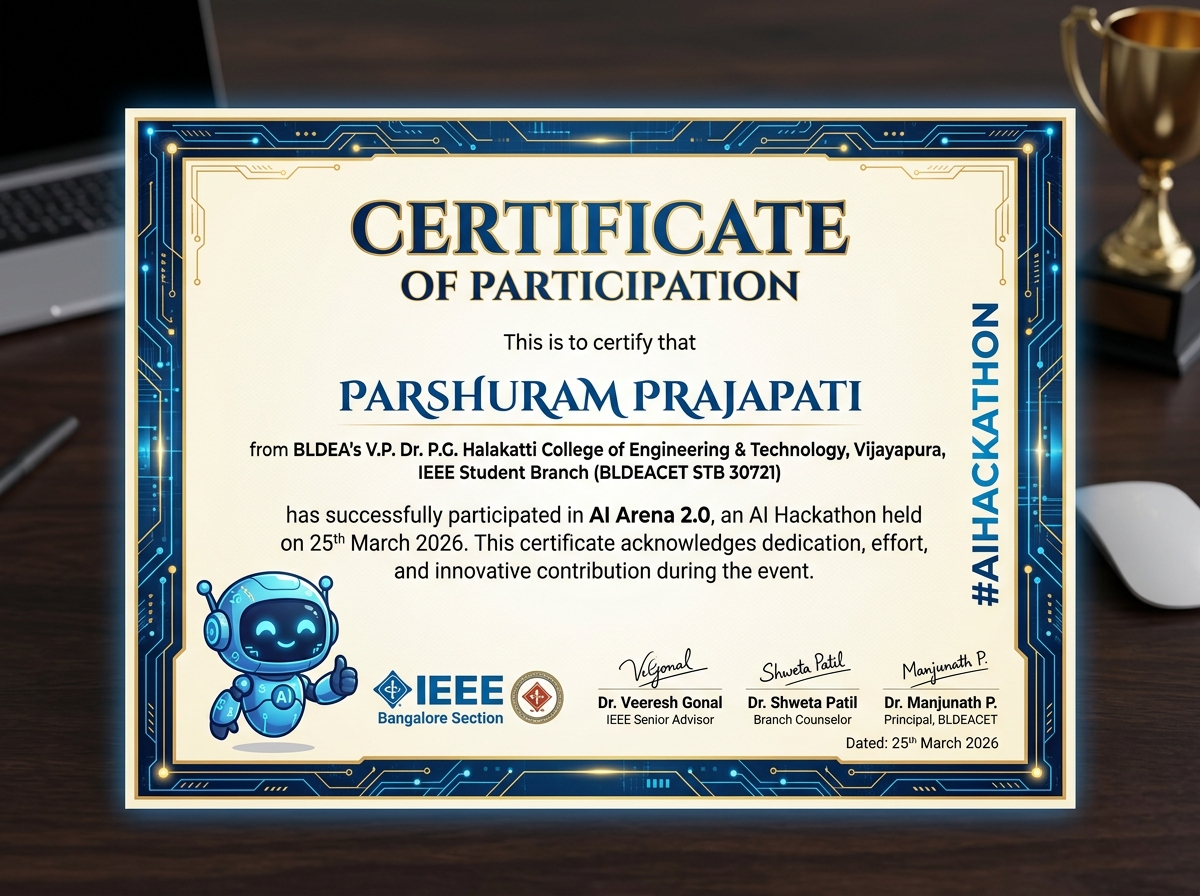 CERTIFICATE
OF PARTICIPATION
This is to certify that
PARSHURAM PRAJAPATI
from BLDEA's V.P. Dr. P.G. Halakatti College of Engineering & Technology, Vijayapura,
IEEE Student Branch (BLDEACET STB 30721)
has successfully participated in AI Arena 2.0, an AI Hackathon held
on 25th March 2026. This certificate acknowledges dedication, effort,
and innovative contribution during the event.
#AIHACKATHON
AI
IEEE
Bangalore Section
V.Gonal
Shweta Patil
Manjunath P.
Dr. Veeresh Gonal
Dr. Shweta Patil
Dr. Manjunath P.
IEEE Senior Advisor
Branch Counselor
Principal, BLDEACET
Dated: 25th March 2026